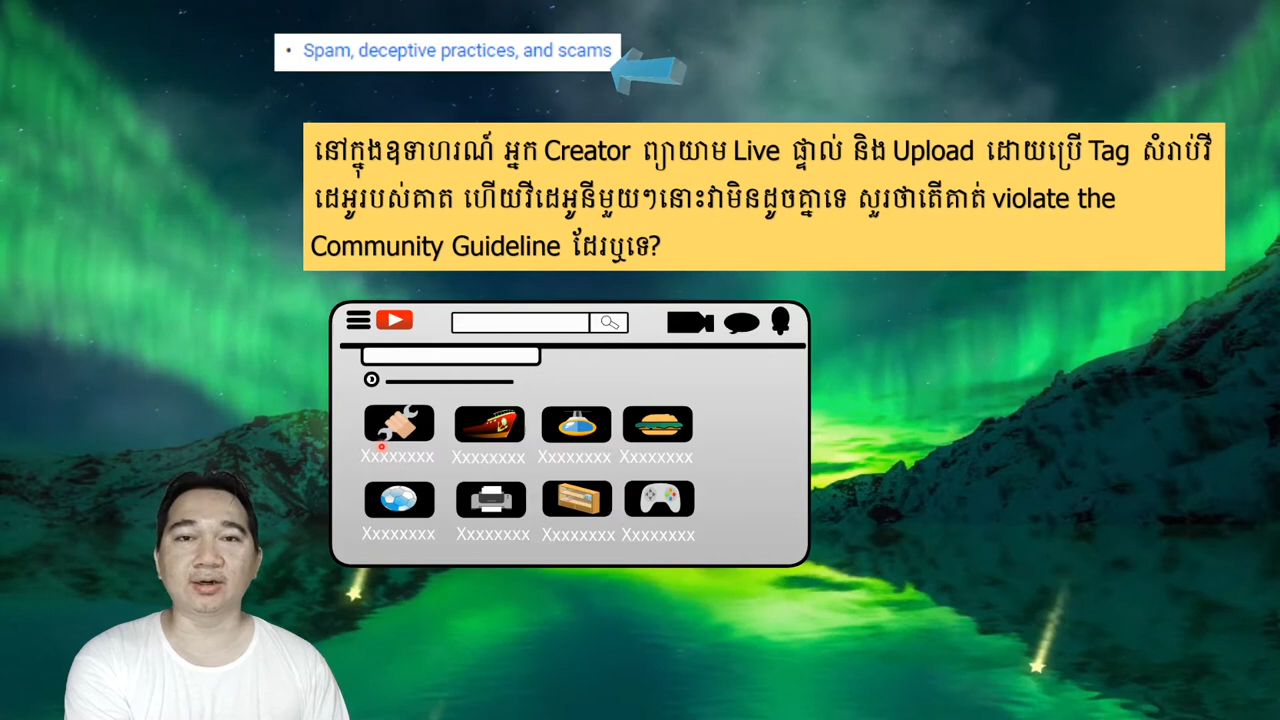 • Spam, deceptive practices, and scams
នៅក្នុងឧទាហរណ៍ អ្នក Creator ព្យាយាម Live ផ្ទាល់ និង Upload ដោយប្រើ Tag សំរាប់វី
ដេអូរបស់គាត ហើយវីដេអូនីមួយៗនោះវាមិនដូចគ្នាទេ សួរថាតើគាត់ violate the
Community Guideline ដែរឬទេ?
Xxxxxxxx Xxxxxxxx Xxxxxxxx Xxxxxxxx
Xxxxxxxx Xxxxxxxx Xxxxxxxx Xxxxxxxx